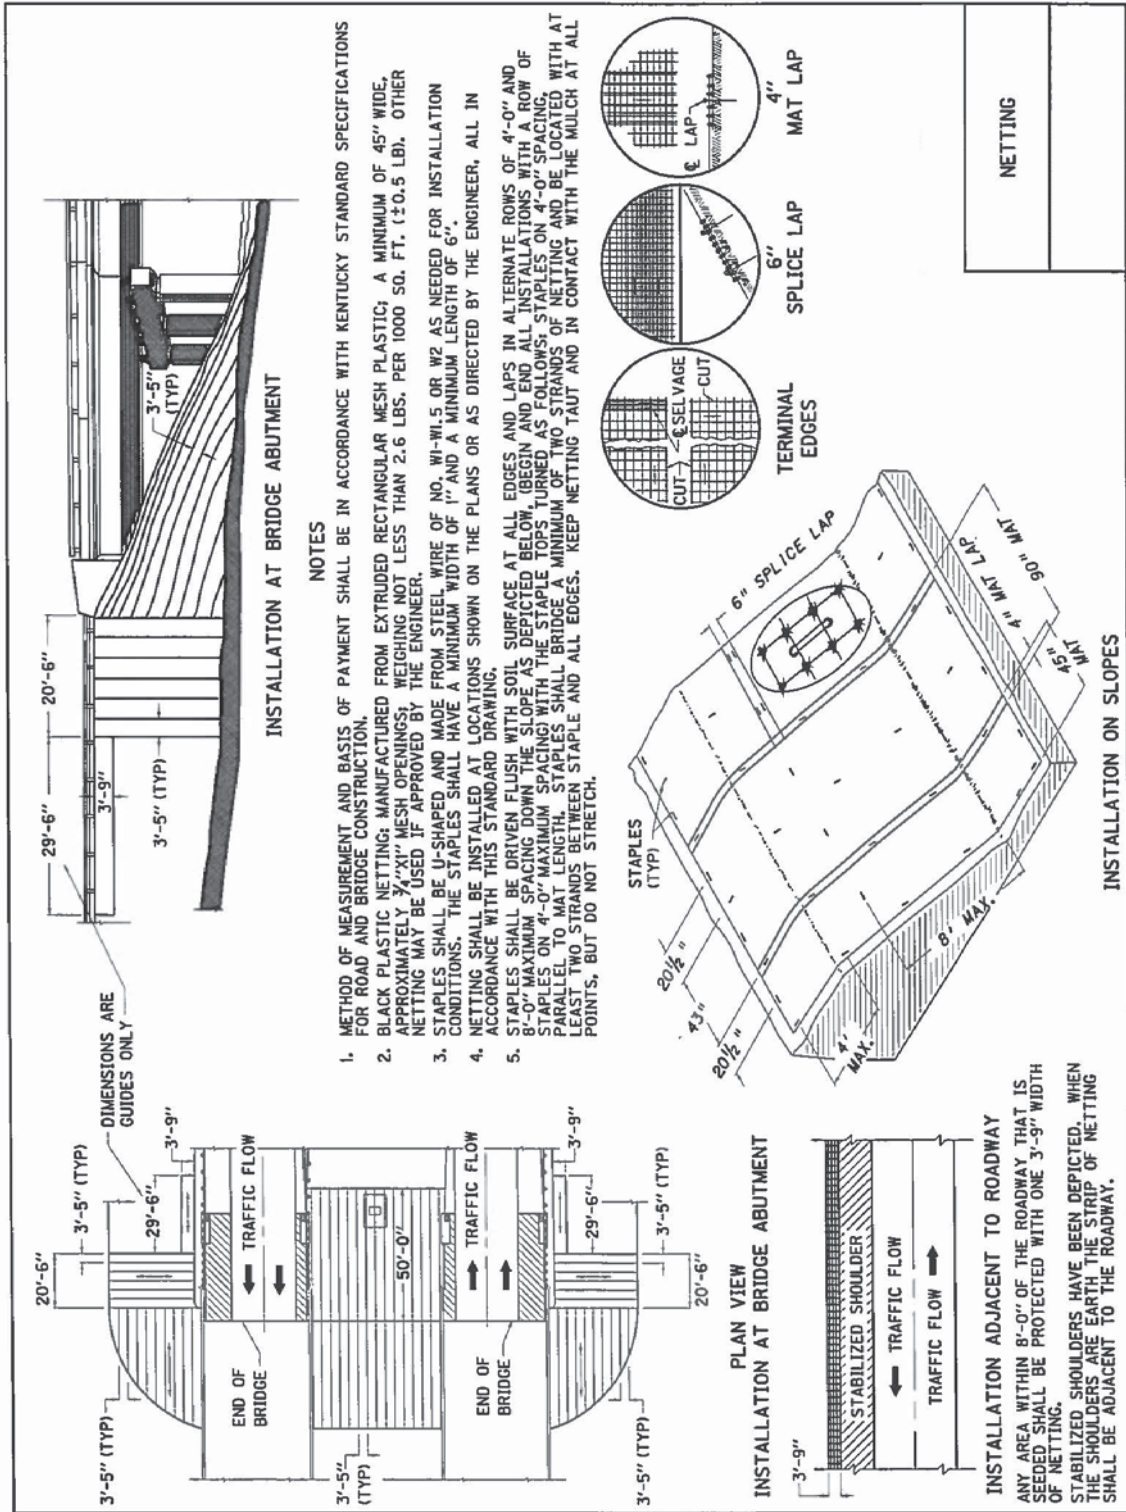 29'-6"
20'-6"
3'-9"
3'-5" (TYP)
3'-5"
(TYP)
INSTALLATION AT BRIDGE ABUTMENT
DIMENSIONS ARE
GUIDES ONLY
20'-6"
3'-5" (TYP)
29'-6"
3'-9"
TRAFFIC FLOW
END OF
BRIDGE
50'-0"
3'-5" (TYP)
3'-5"
(TYP)
END OF
BRIDGE
TRAFFIC FLOW
3'-9"
29'-6"
3'-5" (TYP)
20'-6"
3'-5" (TYP)
PLAN VIEW
INSTALLATION AT BRIDGE ABUTMENT
NOTES
1. METHOD OF MEASUREMENT AND BASIS OF PAYMENT SHALL BE IN ACCORDANCE WITH KENTUCKY STANDARD SPECIFICATIONS
FOR ROAD AND BRIDGE CONSTRUCTION.
2. BLACK PLASTIC NETTING: MANUFACTURED FROM EXTRUDED RECTANGULAR MESH PLASTIC; A MINIMUM OF 45" WIDE,
APPROXIMATELY 3/4"X1" MESH OPENINGS; WEIGHING NOT LESS THAN 2.6 LBS. PER 1000 SQ. FT. (±0.5 LB). OTHER
NETTING MAY BE USED IF APPROVED BY THE ENGINEER.
3. STAPLES SHALL BE U-SHAPED AND MADE FROM STEEL WIRE OF NO. W1-W1.5 OR W2 AS NEEDED FOR INSTALLATION
CONDITIONS. THE STAPLES SHALL HAVE A MINIMUM WIDTH OF 1" AND A MINIMUM LENGTH OF 6".
4. NETTING SHALL BE INSTALLED AT LOCATIONS SHOWN ON THE PLANS OR AS DIRECTED BY THE ENGINEER, ALL IN
ACCORDANCE WITH THIS STANDARD DRAWING.
5. STAPLES SHALL BE DRIVEN FLUSH WITH SOIL SURFACE AT ALL EDGES AND LAPS IN ALTERNATE ROWS OF 4'-0" AND
8'-0" MAXIMUM SPACING DOWN THE SLOPE AS DEPICTED BELOW, (BEGIN AND END ALL INSTALLATIONS WITH A ROW OF
STAPLES ON 4'-0" MAXIMUM SPACING) WITH THE STAPLE TOPS TURNED AS FOLLOWS: STAPLES ON 4'-0" SPACING,
PARALLEL TO MAT LENGTH. STAPLES SHALL BRIDGE A MINIMUM OF TWO STRANDS OF NETTING AND BE LOCATED WITH AT
LEAST TWO STRANDS BETWEEN STAPLE AND ALL EDGES. KEEP NETTING TAUT AND IN CONTACT WITH THE MULCH AT ALL
POINTS, BUT DO NOT STRETCH.
3'-9"
STABILIZED SHOULDER
TRAFFIC FLOW
TRAFFIC FLOW
INSTALLATION ADJACENT TO ROADWAY
ANY AREA WITHIN 8'-0" OF THE ROADWAY THAT IS
SEEDED SHALL BE PROTECTED WITH ONE 3'-9" WIDTH
OF NETTING.
STABILIZED SHOULDERS HAVE BEEN DEPICTED. WHEN
THE SHOULDERS ARE EARTH THE STRIP OF NETTING
SHALL BE ADJACENT TO THE ROADWAY.
STAPLES
(TYP)
20½"
43"
20½"
4'
MAX.
8' MAX.
6" SPLICE LAP
45"
MAT
4" MAT LAP
90" MAT
INSTALLATION ON SLOPES
CUT
℄ SELVAGE
CUT
TERMINAL
EDGES
6"
SPLICE LAP
℄ LAP
4"
MAT LAP
NETTING